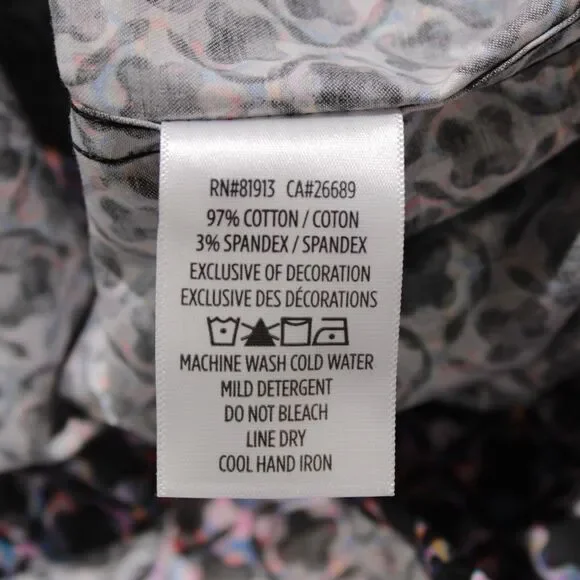 RN#81913 CA#26689
97% COTTON / COTON
3% SPANDEX / SPANDEX
EXCLUSIVE OF DECORATION
EXCLUSIVE DES DÉCORATIONS
MACHINE WASH COLD WATER
MILD DETERGENT
DO NOT BLEACH
LINE DRY
COOL HAND IRON